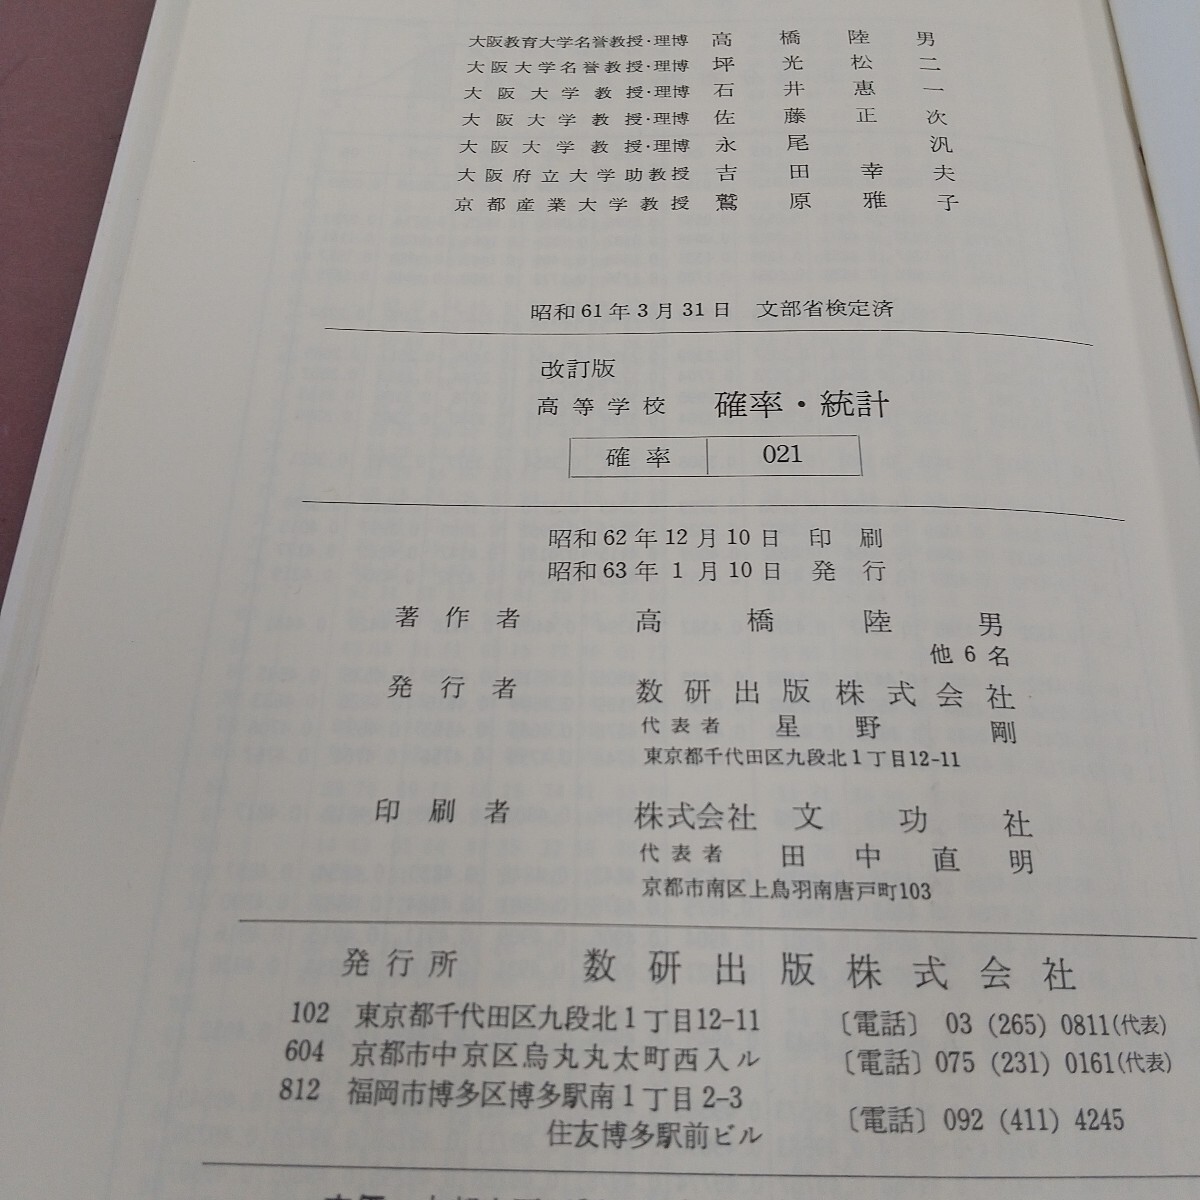 大阪教育大学名誉教授・理博 高橋陸男
大阪大学名誉教授・理博 坪光松二
大阪大学教授・理博 石井惠一
大阪大学教授・理博 佐藤正次
大阪大学教授・理博 永尾汎
大阪府立大学助教授 吉田幸夫
京都産業大学教授 鷲原雅子
昭和61年3月31日 文部省検定済
改訂版
高等学校 確率・統計
確率 021
昭和62年12月10日 印刷
昭和63年1月10日 発行
著作者 高橋陸男
他6名
発行者 数研出版株式会社
代表者 星野剛
東京都千代田区九段北1丁目12-11
印刷者 株式会社 文功社
代表者 田中直明
京都市南区上鳥羽南唐戸町103
発行所 数研出版株式会社
102 東京都千代田区九段北1丁目12-11 〔電話〕 03 (265) 0811(代表)
604 京都市中京区烏丸丸太町西入ル 〔電話〕 075 (231) 0161(代表)
812 福岡市博多区博多駅南1丁目2-3
住友博多駅前ビル 〔電話〕 092 (411) 4245